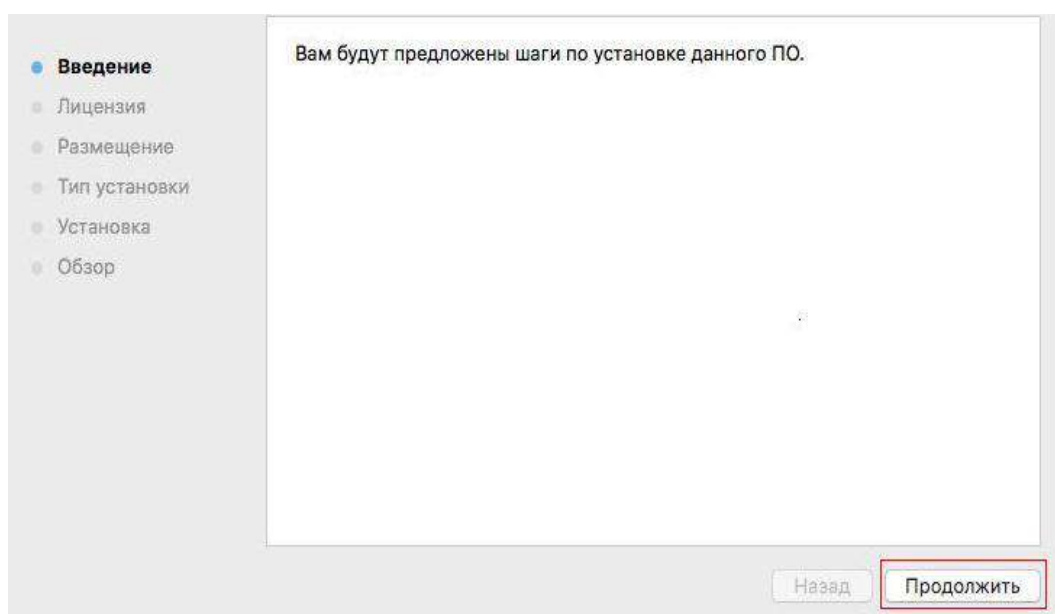 Введение
Лицензия
Размещение
Тип установки
Установка
Обзор
Вам будут предложены шаги по установке данного ПО.
Назад
Продолжить